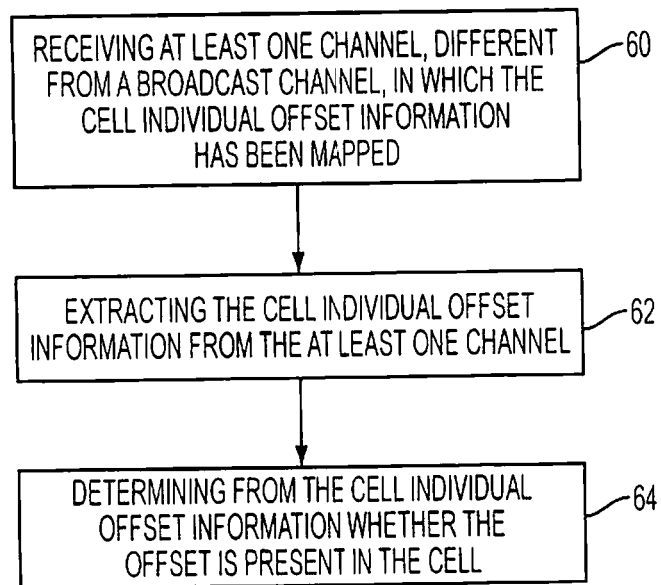 RECEIVING AT LEAST ONE CHANNEL, DIFFERENT
FROM A BROADCAST CHANNEL, IN WHICH THE
CELL INDIVIDUAL OFFSET INFORMATION
HAS BEEN MAPPED
60
EXTRACTING THE CELL INDIVIDUAL OFFSET
INFORMATION FROM THE AT LEAST ONE CHANNEL
62
DETERMINING FROM THE CELL INDIVIDUAL
OFFSET INFORMATION WHETHER THE
OFFSET IS PRESENT IN THE CELL
64